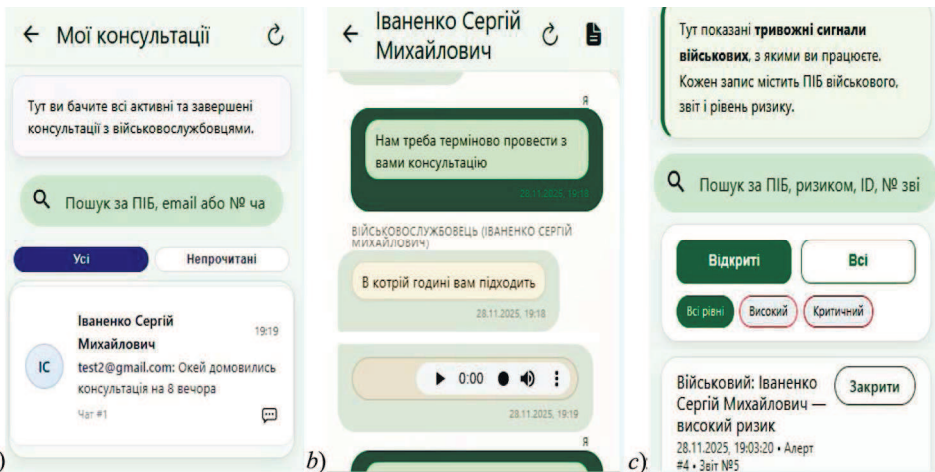 Мої консультації
Тут ви бачите всі активні та завершені
консультації з військовослужбовцями.
Пошук за ПІБ, email або № ча
Усі
Непрочитані
Іваненко Сергій
Михайлович
19:19
ІС
test2@gmail.com: Окей домовились
консультація на 8 вечора
Чат #1
)
Іваненко Сергій
Михайлович
Я
Нам треба терміново провести з
вами консультацію
28.11.2025, 19:18
ВІЙСЬКОВОСЛУЖБОВЕЦЬ (ІВАНЕНКО СЕРГІЙ
МИХАЙЛОВИЧ)
В котрій годині вам підходить
28.11.2025, 19:18
0:00
28.11.2025, 19:19
Я
b)
Тут показані тривожні сигнали
військових, з якими ви працюєте.
Кожен запис містить ПІБ військового,
звіт і рівень ризику.
Пошук за ПІБ, ризиком, ID, № зві
Відкриті
Всі
Всі рівні
Високий
Критичний
Військовий: Іваненко
Сергій Михайлович —
високий ризик
Закрити
28.11.2025, 19:03:20 • Алерт
#4 • Звіт №5
c)